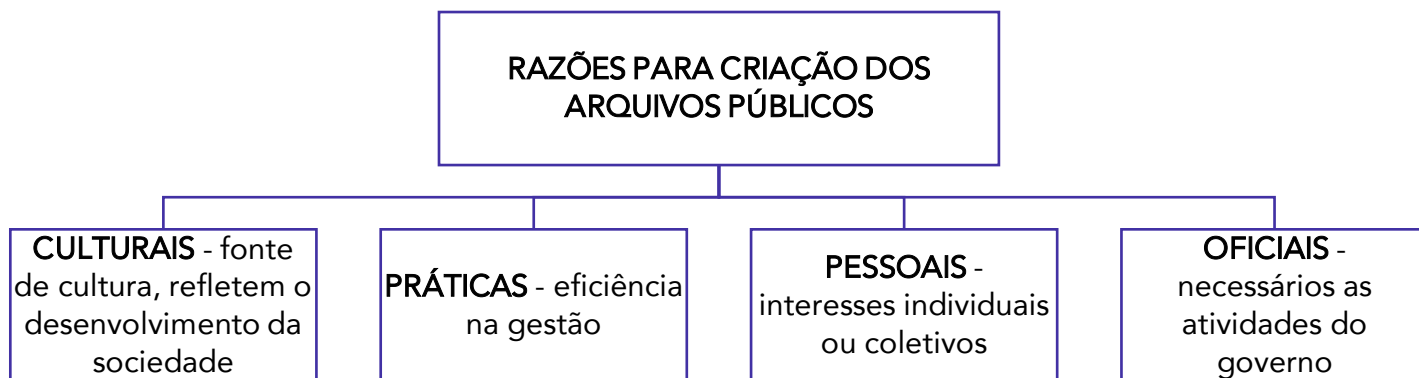 RAZÕES PARA CRIAÇÃO DOS
ARQUIVOS PÚBLICOS
CULTURAIS - fonte
de cultura, refletem o
desenvolvimento da
sociedade
PRÁTICAS - eficiência
na gestão
PESSOAIS -
interesses individuais
ou coletivos
OFICIAIS -
necessários as
atividades do
governo